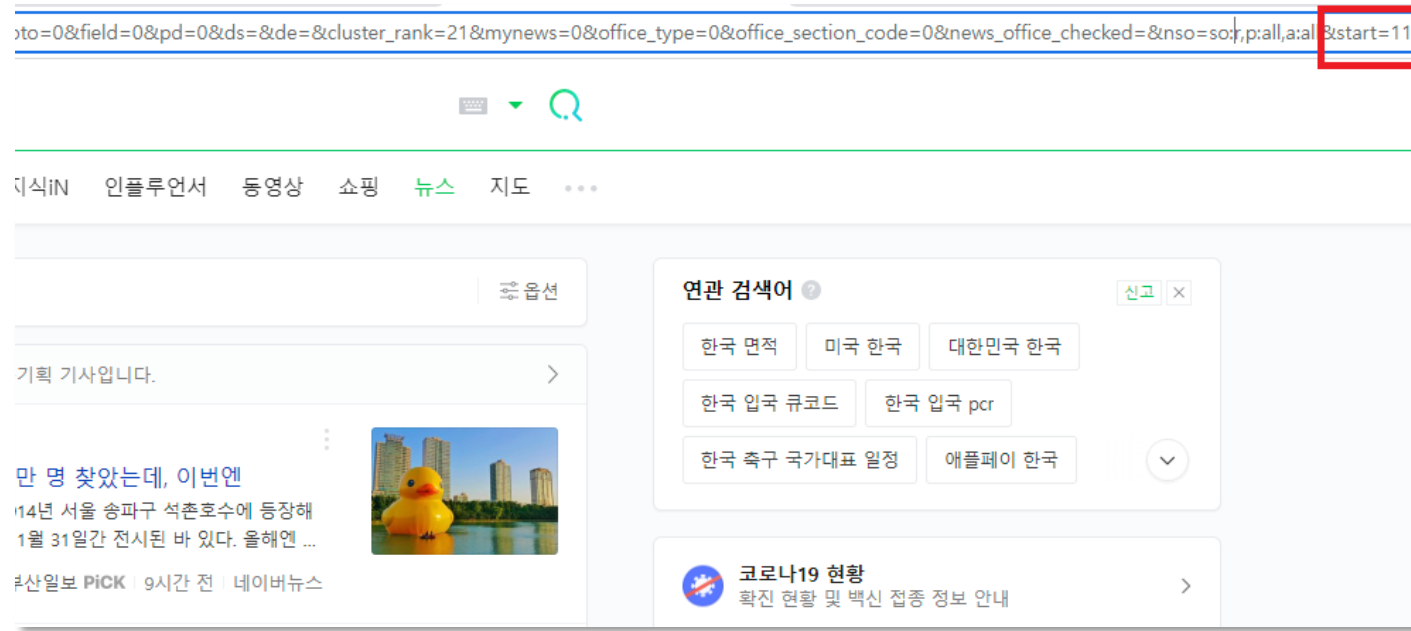 oto=0&field=0&pd=0&ds=&de=&cluster_rank=21&mynews=0&office_type=0&office_section_code=0&news_office_checked=&nso=so:r,p:all,a:all&start=11
지식iN 인플루언서 동영상 쇼핑 뉴스 지도
옵션
기획 기사입니다.
만 명 찾았는데, 이번엔
014년 서울 송파구 석촌호수에 등장해
1월 31일간 전시된 바 있다. 올해엔 ...
부산일보 PiCK 9시간 전 네이버뉴스
연관 검색어 ? 신고
한국 면적 미국 한국 대한민국 한국
한국 입국 큐코드 한국 입국 pcr
한국 축구 국가대표 일정 애플페이 한국
코로나19 현황
확진 현황 및 백신 접종 정보 안내